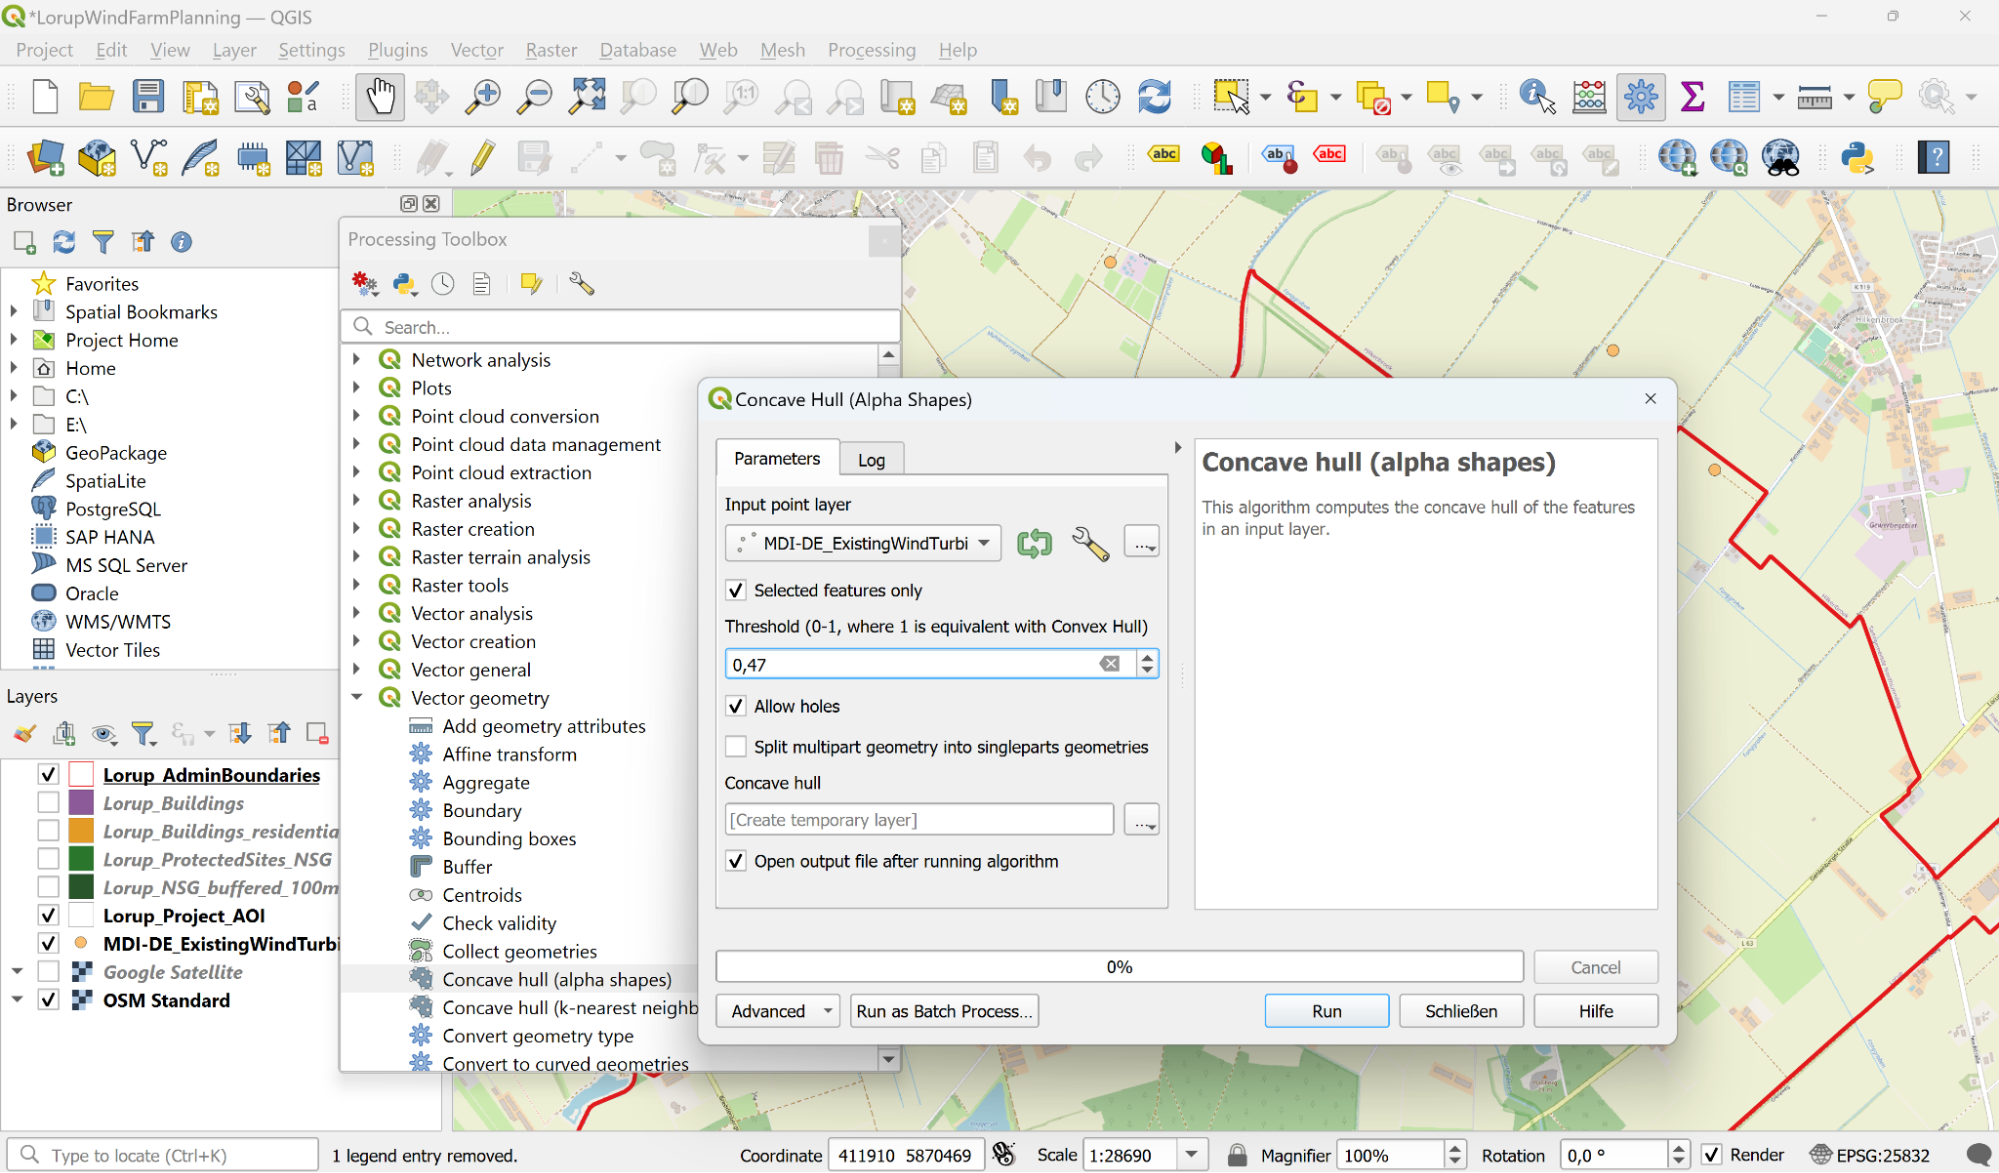 *LorupWindFarmPlanning — QGIS
Project Edit View Layer Settings Plugins Vector Raster Database Web Mesh Processing Help
Browser
Favorites
Spatial Bookmarks
Project Home
Home
C:\
E:\
GeoPackage
SpatiaLite
PostgreSQL
SAP HANA
MS SQL Server
Oracle
WMS/WMTS
Vector Tiles
Layers
Lorup_AdminBoundaries
Lorup_Buildings
Lorup_Buildings_residentia
Lorup_ProtectedSites_NSG
Lorup_NSG_buffered_100m
Lorup_Project_AOI
MDI-DE_ExistingWindTurbi
Google Satellite
OSM Standard
Processing Toolbox
Search...
Network analysis
Plots
Point cloud conversion
Point cloud data management
Point cloud extraction
Raster analysis
Raster creation
Raster terrain analysis
Raster tools
Vector analysis
Vector creation
Vector general
Vector geometry
Add geometry attributes
Affine transform
Aggregate
Boundary
Bounding boxes
Buffer
Centroids
Check validity
Collect geometries
Concave hull (alpha shapes)
Concave hull (k-nearest neighb
Convert geometry type
Convert to curved geometries
Concave Hull (Alpha Shapes)
Parameters Log
Input point layer
MDI-DE_ExistingWindTurbi
...
Selected features only
Threshold (0-1, where 1 is equivalent with Convex Hull)
0,47
Allow holes
Split multipart geometry into singleparts geometries
Concave hull
[Create temporary layer]
...
Open output file after running algorithm
Concave hull (alpha shapes)
This algorithm computes the concave hull of the features
in an input layer.
0%
Cancel
Advanced Run as Batch Process... Run Schließen Hilfe
K119
Hilkenbrook
Gewerbegebiet
L63
Type to locate (Ctrl+K) 1 legend entry removed. Coordinate 411910 5870469 Scale 1:28690 Magnifier 100% Rotation 0,0 ° Render EPSG:25832